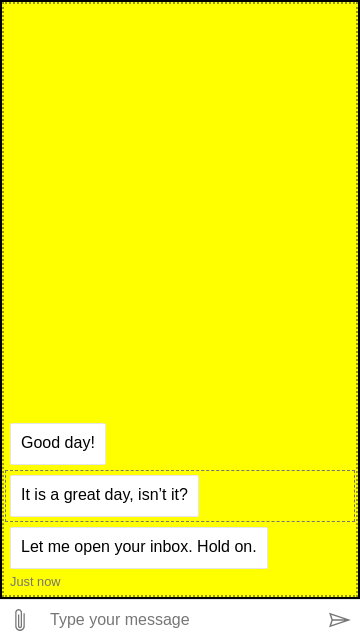 Good day!
It is a great day, isn't it?
Let me open your inbox. Hold on.
Just now
Type your message